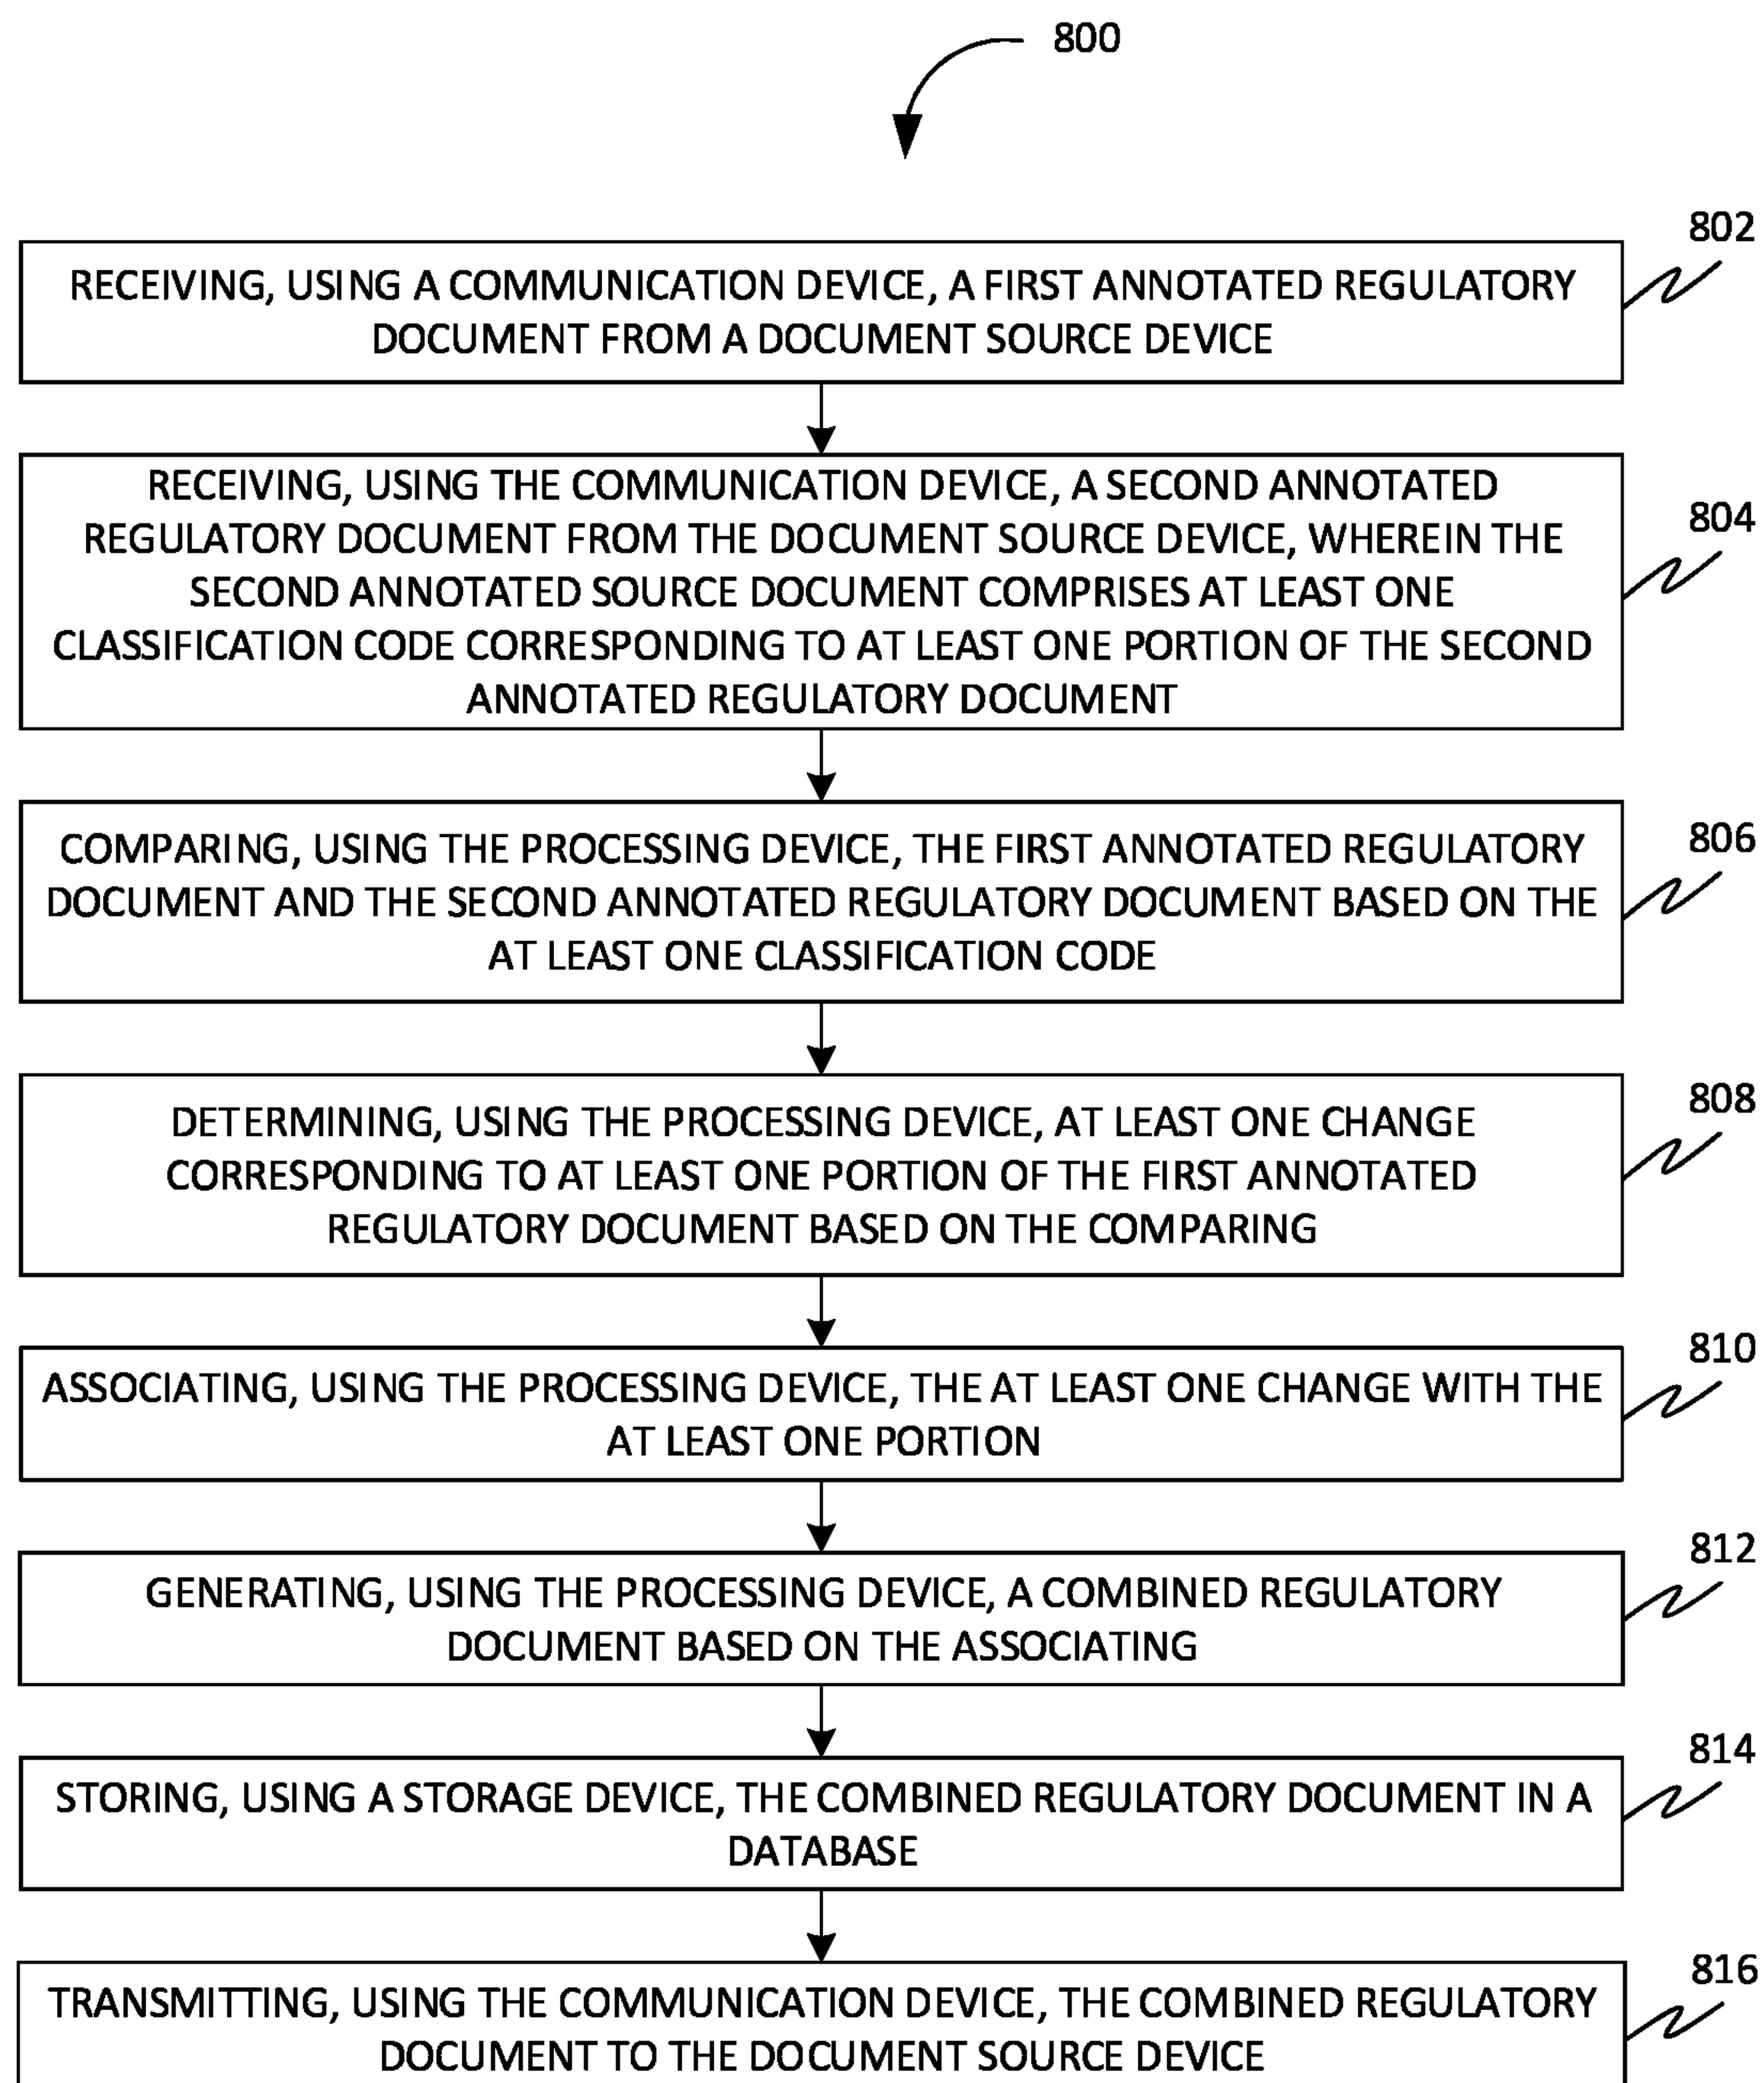 800
802
RECEIVING, USING A COMMUNICATION DEVICE, A FIRST ANNOTATED REGULATORY
DOCUMENT FROM A DOCUMENT SOURCE DEVICE
804
RECEIVING, USING THE COMMUNICATION DEVICE, A SECOND ANNOTATED
REGULATORY DOCUMENT FROM THE DOCUMENT SOURCE DEVICE, WHEREIN THE
SECOND ANNOTATED SOURCE DOCUMENT COMPRISES AT LEAST ONE
CLASSIFICATION CODE CORRESPONDING TO AT LEAST ONE PORTION OF THE SECOND
ANNOTATED REGULATORY DOCUMENT
806
COMPARING, USING THE PROCESSING DEVICE, THE FIRST ANNOTATED REGULATORY
DOCUMENT AND THE SECOND ANNOTATED REGULATORY DOCUMENT BASED ON THE
AT LEAST ONE CLASSIFICATION CODE
808
DETERMINING, USING THE PROCESSING DEVICE, AT LEAST ONE CHANGE
CORRESPONDING TO AT LEAST ONE PORTION OF THE FIRST ANNOTATED
REGULATORY DOCUMENT BASED ON THE COMPARING
810
ASSOCIATING, USING THE PROCESSING DEVICE, THE AT LEAST ONE CHANGE WITH THE
AT LEAST ONE PORTION
812
GENERATING, USING THE PROCESSING DEVICE, A COMBINED REGULATORY
DOCUMENT BASED ON THE ASSOCIATING
814
STORING, USING A STORAGE DEVICE, THE COMBINED REGULATORY DOCUMENT IN A
DATABASE
816
TRANSMITTING, USING THE COMMUNICATION DEVICE, THE COMBINED REGULATORY
DOCUMENT TO THE DOCUMENT SOURCE DEVICE